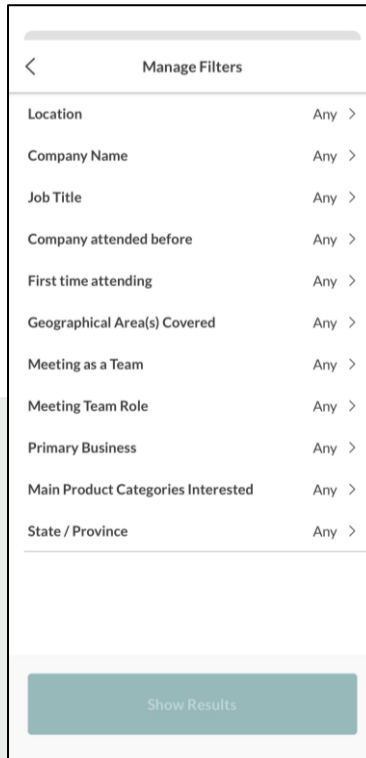 Manage Filters
Location Any
Company Name Any
Job Title Any
Company attended before Any
First time attending Any
Geographical Area(s) Covered Any
Meeting as a Team Any
Meeting Team Role Any
Primary Business Any
Main Product Categories Interested Any
State / Province Any
Show Results